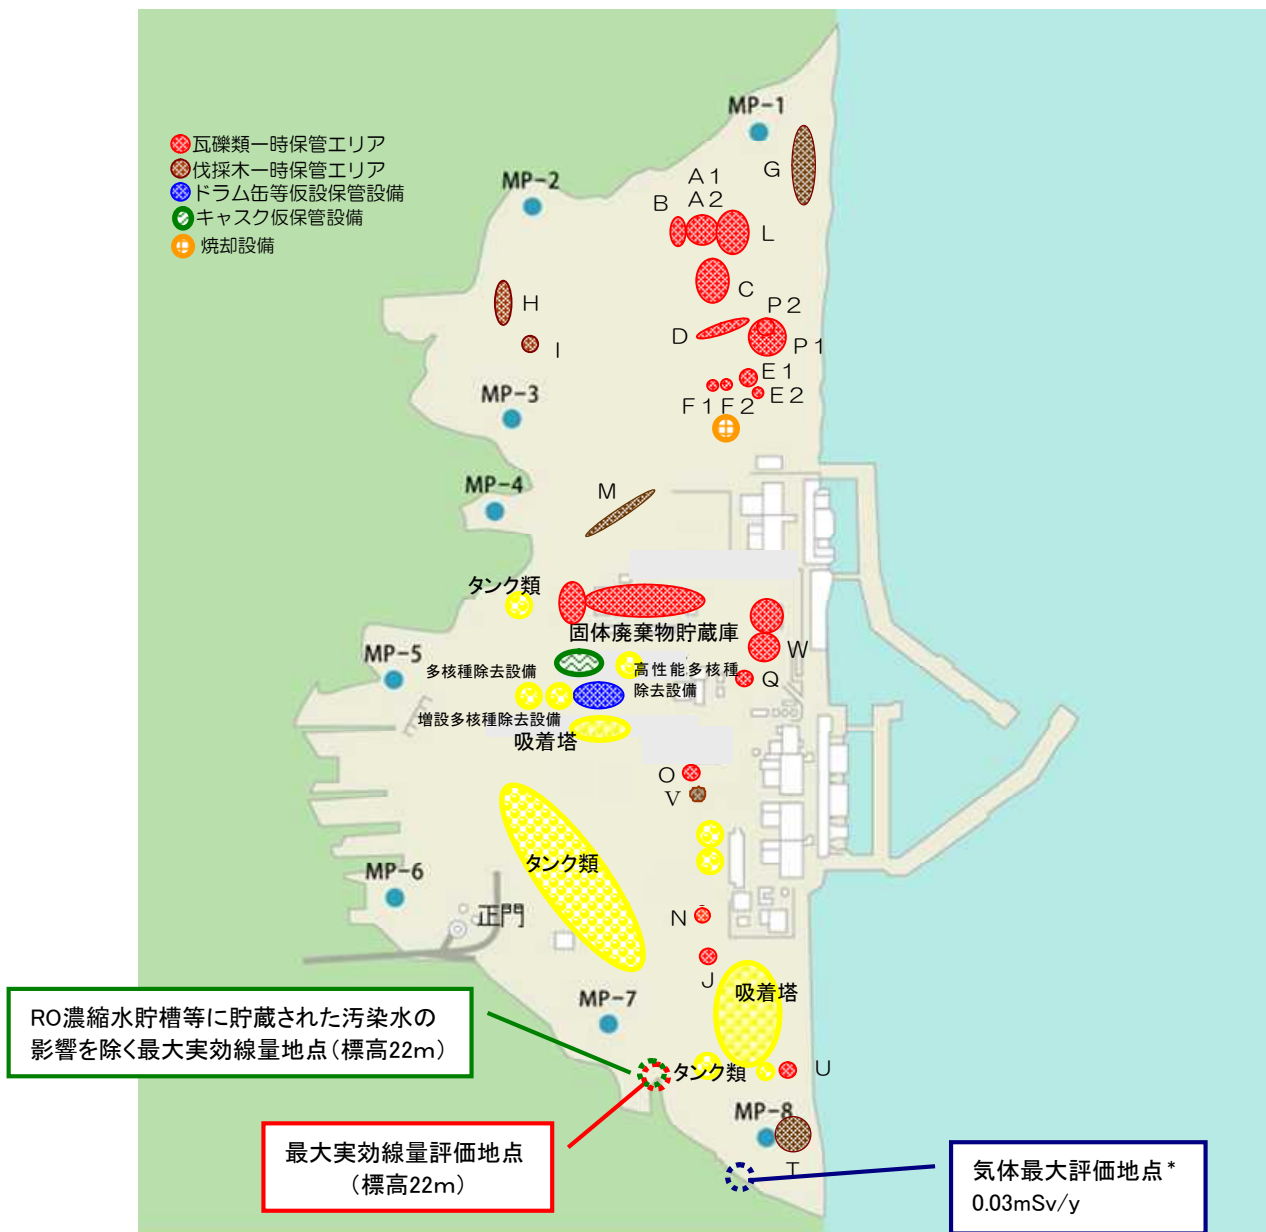 MP-1
瓦礫類一時保管エリア
伐採木一時保管エリア
ドラム缶等仮設保管設備
キャスク仮保管設備
焼却設備
G
A1
A2
MP-2
B
L
C
H
P2
D
P1
I
E1
E2
MP-3
F1 F2
MP-4
M
タンク類
固体廃棄物貯蔵庫
W
MP-5
多核種除去設備
高性能多核種
除去設備
Q
増設多核種除去設備
吸着塔
O
V
タンク類
MP-6
正門
N
J
吸着塔
MP-7
RO濃縮水貯槽等に貯蔵された汚染水の
影響を除く最大実効線量地点(標高22m)
タンク類
U
MP-8
最大実効線量評価地点
(標高22m)
T
気体最大評価地点*
0.03mSv/y